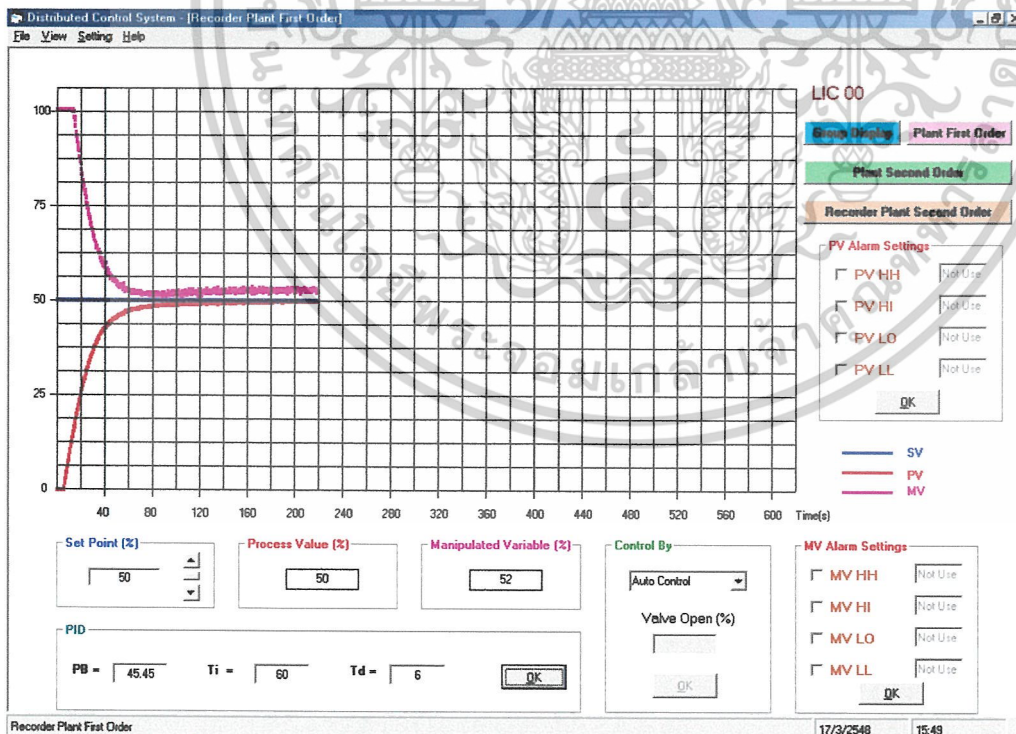 Distributed Control System - [Recorder Plant First Order]
File View Setting Help
LIC 00
Group Display
Plant First Order
Plant Second Order
Recorder Plant Second Order
PV Alarm Settings
PV HH Not Use
PV HI Not Use
PV LO Not Use
PV LL Not Use
OK
100
75
50
25
0
40 80 120 160 200 240 280 320 360 400 440 480 520 560 600 Time(s)
SV
PV
MV
Set Point (%)
50
Process Value (%)
50
Manipulated Variable (%)
52
Control By
Auto Control
Valve Open (%)
OK
MV Alarm Settings
MV HH Not Use
MV HI Not Use
MV LO Not Use
MV LL Not Use
OK
PID
PB = 45.45 Ti = 60 Td = 6 OK
Recorder Plant First Order 17/3/2548 15:49